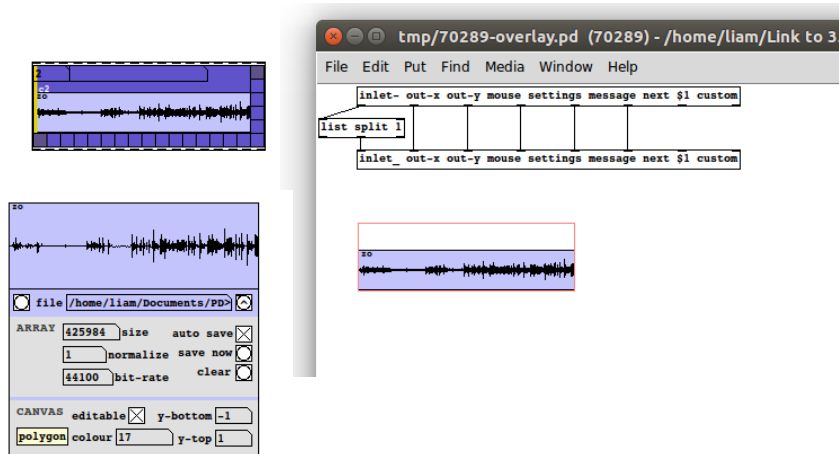 2
c2
zo
zo
file /home/liam/Documents/PD>
ARRAY 425984 size auto save
1 normalize save now
44100 bit-rate clear
CANVAS editable y-bottom -1
polygon colour 17 y-top 1
tmp/70289-overlay.pd (70289) - /home/liam/Link to 3.
File Edit Put Find Media Window Help
inlet- out-x out-y mouse settings message next $1 custom
list split 1
inlet_ out-x out-y mouse settings message next $1 custom
zo